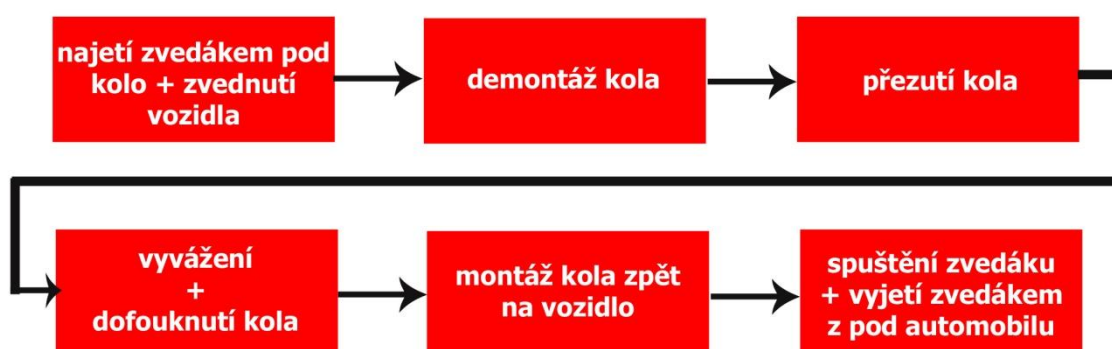 najetí zvedákem pod
kolo + zvednutí
vozidla
demontáž kola
přezutí kola
vyvážení
+
dofouknutí kola
montáž kola zpět
na vozidlo
spuštění zvedáku
+ vyjetí zvedákem
z pod automobilu